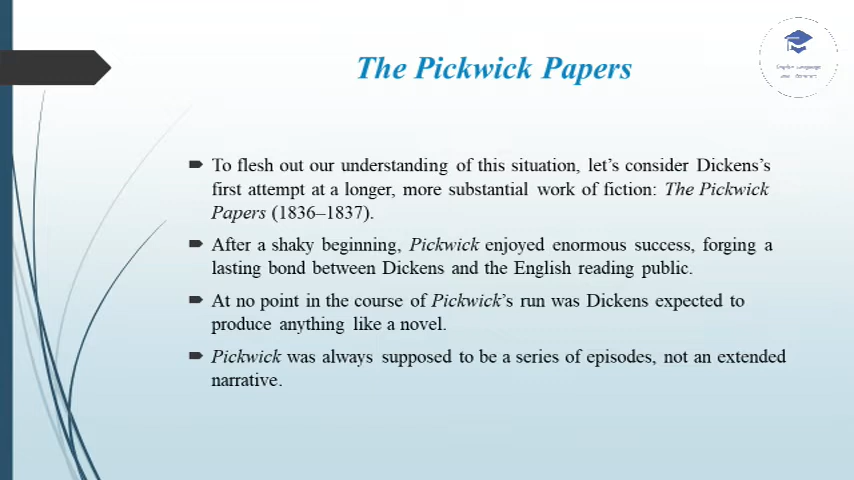 The Pickwick Papers
English Language
To flesh out our understanding of this situation, let’s consider Dickens’s
first attempt at a longer, more substantial work of fiction: The Pickwick
Papers (1836–1837).
After a shaky beginning, Pickwick enjoyed enormous success, forging a
lasting bond between Dickens and the English reading public.
At no point in the course of Pickwick’s run was Dickens expected to
produce anything like a novel.
Pickwick was always supposed to be a series of episodes, not an extended
narrative.